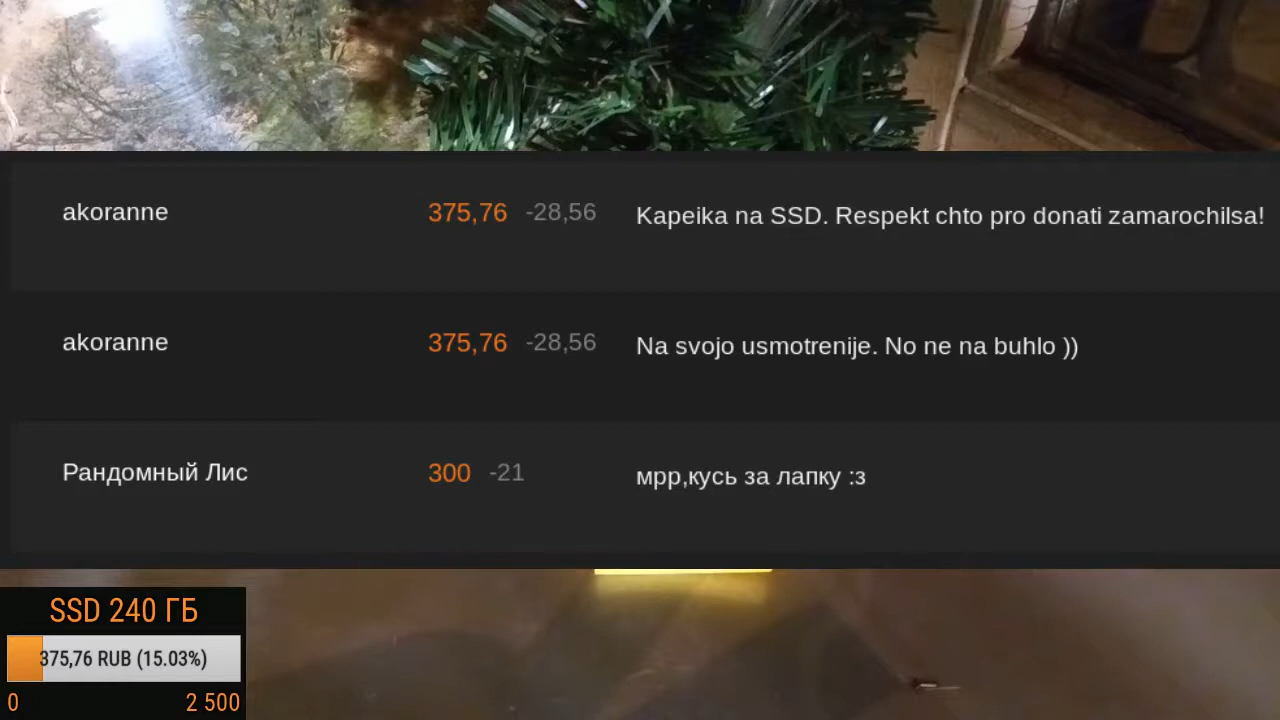 akoranne 375,76 -28,56 Kapeika na SSD. Respekt chto pro donati zamarochilsa!
akoranne 375,76 -28,56 Na svojo usmotrenije. No ne na buhlo ))
Рандомный Лис 300 -21 мрр,кусь за лапку :з
SSD 240 ГБ
375,76 RUB (15.03%)
0 2 500